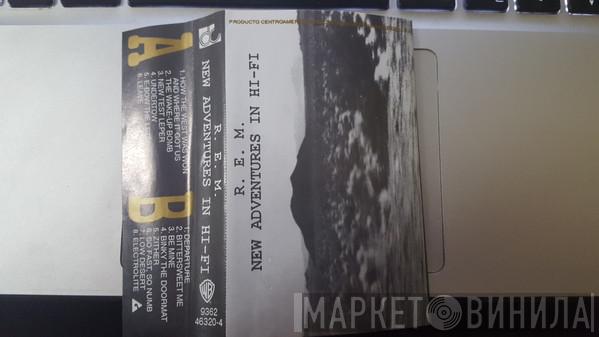 PRODUCTO CENTROAMER
R. E. M.
NEW ADVENTURES IN HI-FI
R. E. M.
NEW ADVENTURES IN HI-FI
9362
46320-4
A
1. HOW THE WEST WAS WON
AND WHERE IT GOT US
2. THE WAKE-UP BOMB
3. NEW TEST LEPER
4. UNDERTOW
5. E-BOW THE LETTER
6. LEAVE
B
1. DEPARTURE
2. BITTERSWEET ME
3. BE MINE
4. BINKY THE DOORMAT
5. ZITHER
6. SO FAST, SO NUMB
7. LOW DESERT
8. ELECTROLITE
МАРКЕТ ВИНИЛА